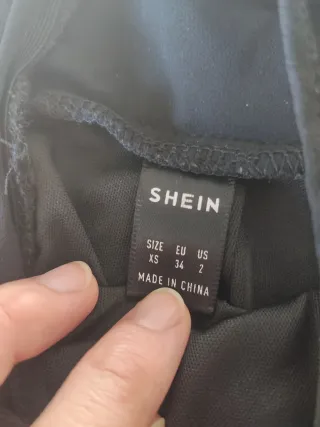 SHEIN
SIZE EU US
XS 34 2
MADE IN CHINA